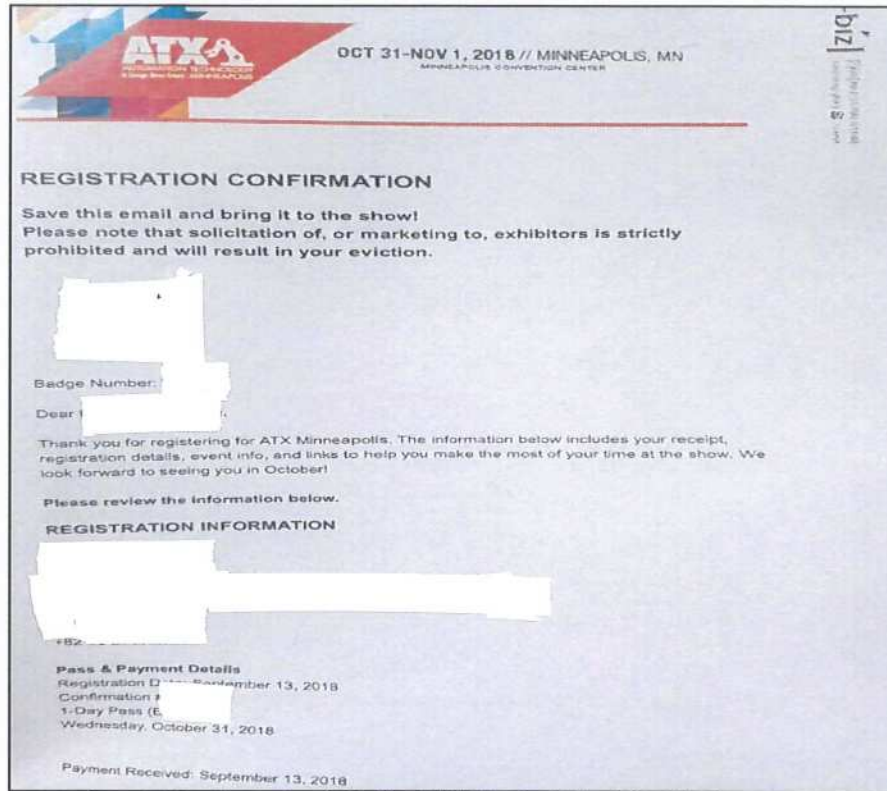 ATX
AUTOMATION TECHNOLOGY
MINNEAPOLIS
OCT 31-NOV 1, 2018 // MINNEAPOLIS, MN
MINNEAPOLIS CONVENTION CENTER
-biz]
REGISTRATION CONFIRMATION
Save this email and bring it to the show!
Please note that solicitation of, or marketing to, exhibitors is strictly
prohibited and will result in your eviction.
Badge Number:
Dear
Thank you for registering for ATX Minneapolis. The information below includes your receipt,
registration details, event info, and links to help you make the most of your time at the show. We
look forward to seeing you in October!
Please review the information below.
REGISTRATION INFORMATION
+82-
Pass & Payment Details
Registration D September 13, 2018
Confirmation #
1-Day Pass (E
Wednesday, October 31, 2018
Payment Received: September 13, 2018